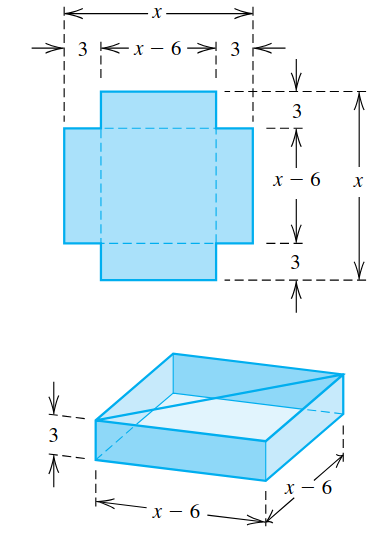 x
3 x – 6 3
3
x – 6 x
3
3
x – 6
x – 6